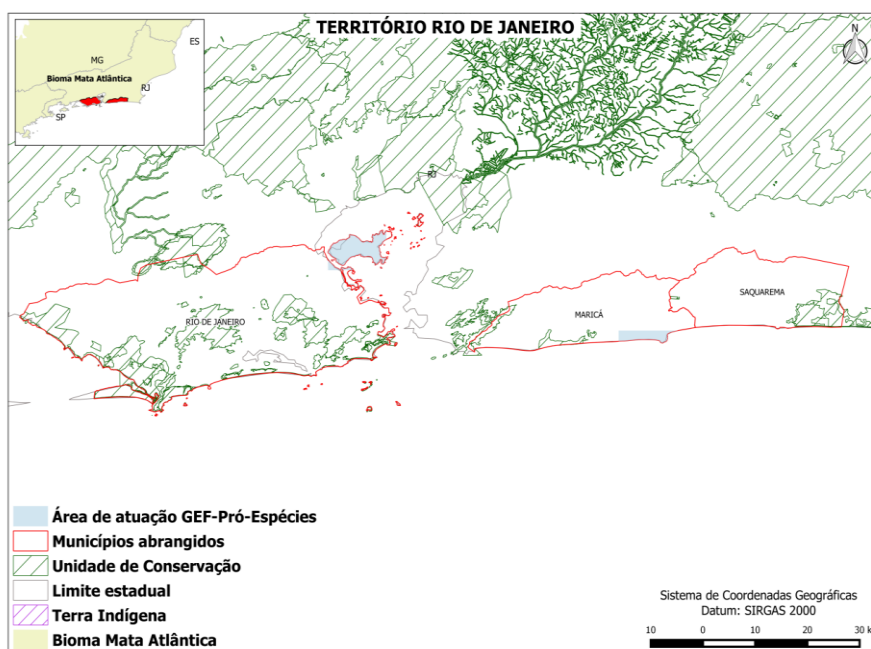 TERRITÓRIO RIO DE JANEIRO
ES
MG
Bioma Mata Atlântica
RJ
SP
N
RJ
SAQUAREMA
MARICÁ
RIO DE JANEIRO
Área de atuação GEF-Pró-Espécies
Municípios abrangidos
Unidade de Conservação
Limite estadual
Terra Indígena
Bioma Mata Atlântica
Sistema de Coordenadas Geográficas
Datum: SIRGAS 2000
10 0 10 20 30 k